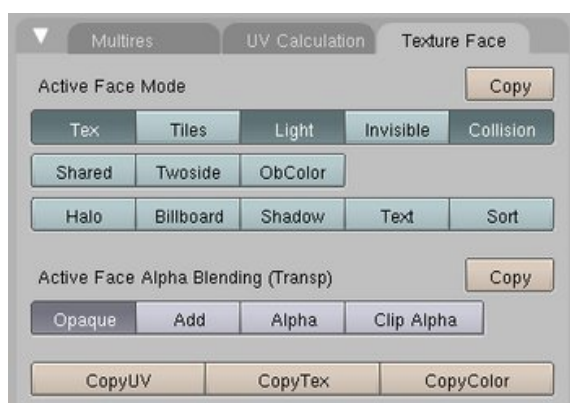 Multires UV Calculation Texture Face
Active Face Mode Copy
Tex Tiles Light Invisible Collision
Shared Twoside ObColor
Halo Billboard Shadow Text Sort
Active Face Alpha Blending (Transp) Copy
Opaque Add Alpha Clip Alpha
CopyUV CopyTex CopyColor